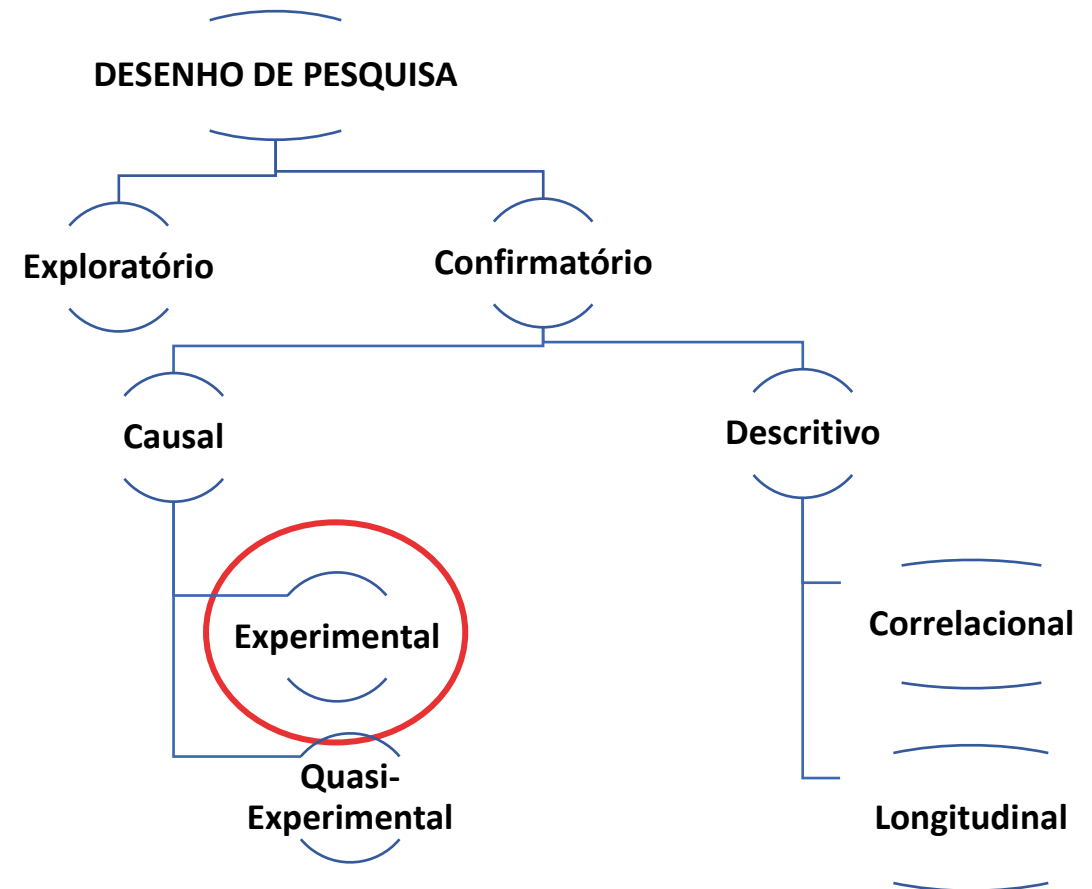 DESENHO DE PESQUISA
Exploratório
Confirmatório
Causal
Descritivo
Experimental
Correlacional
Quasi-
Experimental
Longitudinal